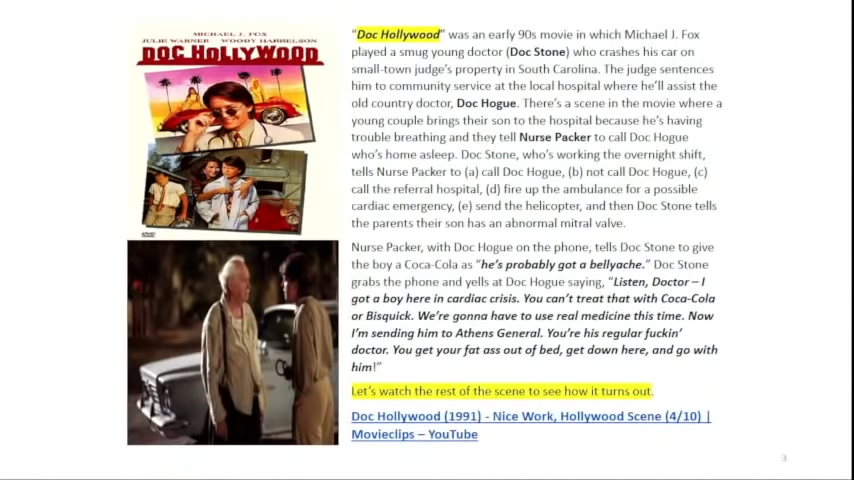 MICHAEL J. FOX
JULIE WARNER WOODY HARRELSON
DOC HOLLYWOOD
"Doc Hollywood" was an early 90s movie in which Michael J. Fox
played a smug young doctor (Doc Stone) who crashes his car on
small-town judge's property in South Carolina. The judge sentences
him to community service at the local hospital where he'll assist the
old country doctor, Doc Hogue. There's a scene in the movie where a
young couple brings their son to the hospital because he's having
trouble breathing and they tell Nurse Packer to call Doc Hogue
who's home asleep. Doc Stone, who's working the overnight shift,
tells Nurse Packer to (a) call Doc Hogue, (b) not call Doc Hogue, (c)
call the referral hospital, (d) fire up the ambulance for a possible
cardiac emergency, (e) send the helicopter, and then Doc Stone tells
the parents their son has an abnormal mitral valve.
Nurse Packer, with Doc Hogue on the phone, tells Doc Stone to give
the boy a Coca-Cola as "he's probably got a bellyache." Doc Stone
grabs the phone and yells at Doc Hogue saying, "Listen, Doctor – I
got a boy here in cardiac crisis. You can't treat that with Coca-Cola
or Bisquick. We're gonna have to use real medicine this time. Now
I'm sending him to Athens General. You're his regular fuckin'
doctor. You get your fat ass out of bed, get down here, and go with
him!"
Let's watch the rest of the scene to see how it turns out.
Doc Hollywood (1991) - Nice Work, Hollywood Scene (4/10) |
Movieclips – YouTube
3